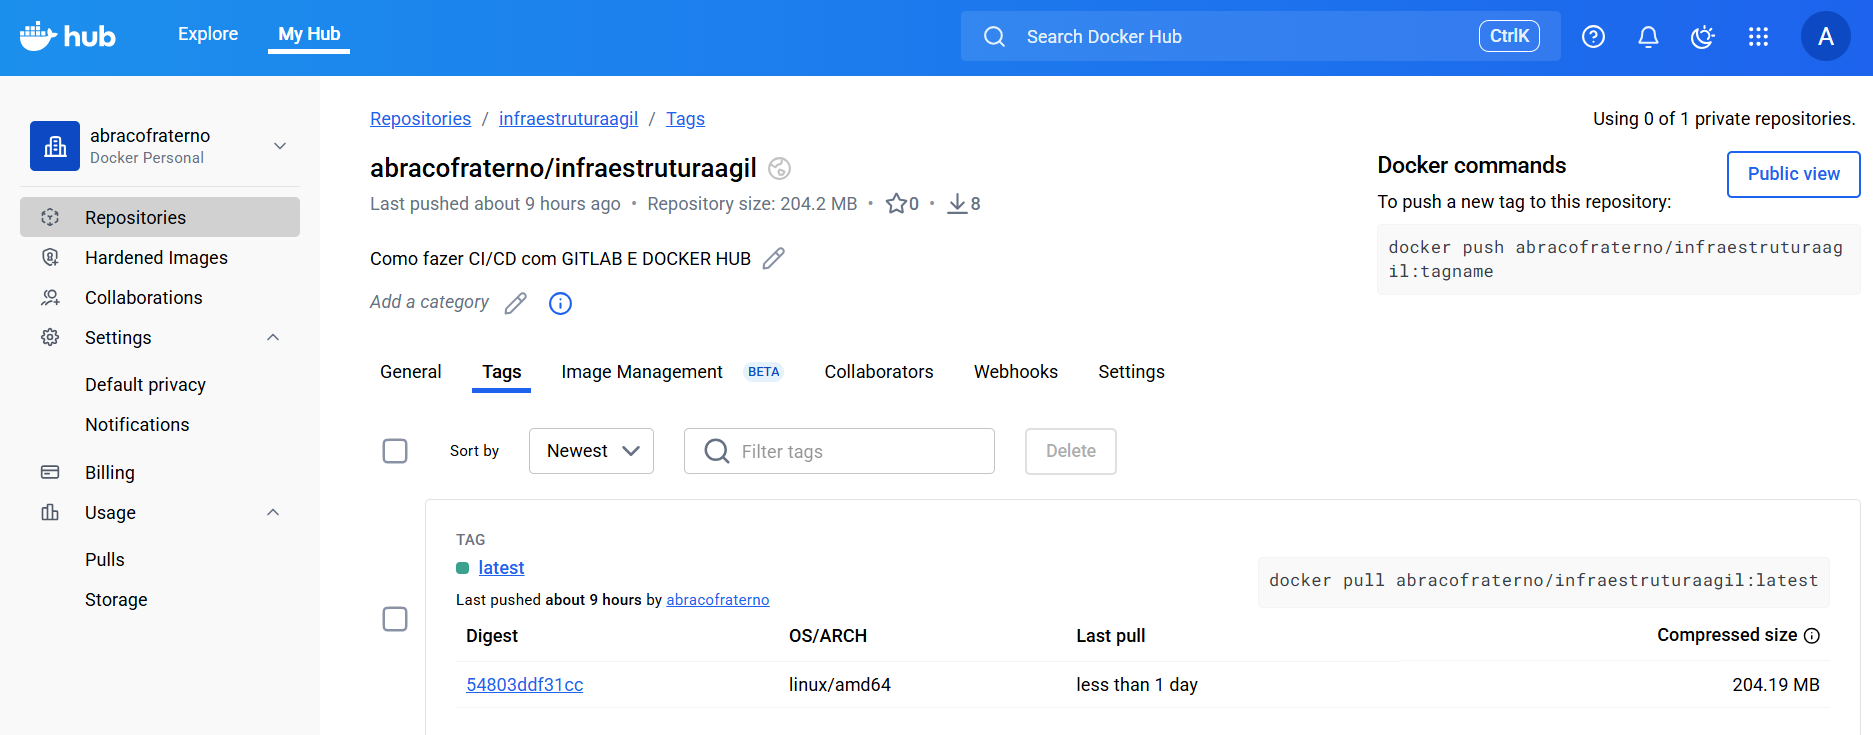 hub
Explore
My Hub
Search Docker Hub
CtrlK
A
abracofraterno
Docker Personal
Repositories
Hardened Images
Collaborations
Settings
Default privacy
Notifications
Billing
Usage
Pulls
Storage
Repositories / infraestruturaagil / Tags
Using 0 of 1 private repositories.
abracofraterno/infraestruturaagil
Last pushed about 9 hours ago • Repository size: 204.2 MB • 0 • 8
Como fazer CI/CD com GITLAB E DOCKER HUB
Add a category
Docker commands
Public view
To push a new tag to this repository:
docker push abracofraterno/infraestruturaag
il:tagname
General
Tags
Image Management BETA
Collaborators
Webhooks
Settings
Sort by
Newest
Filter tags
Delete
TAG
latest
Last pushed about 9 hours by abracofraterno
docker pull abracofraterno/infraestruturaagil:latest
Digest OS/ARCH Last pull Compressed size
54803ddf31cc linux/amd64 less than 1 day 204.19 MB